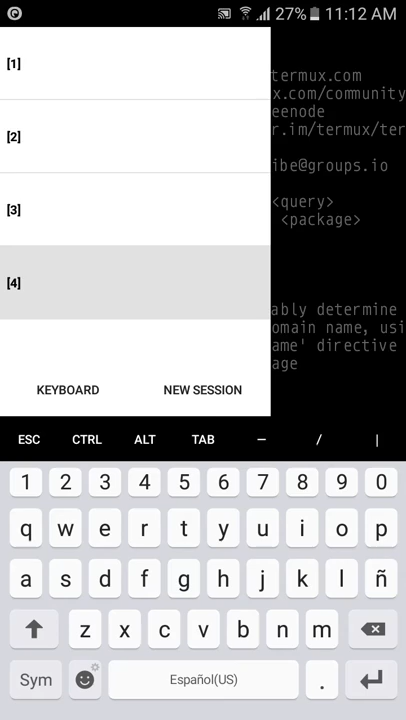 27% 11:12 AM
[1]
[2]
[3]
[4]
termux.com
x.com/community
eenode
r.im/termux/ter
ibe@groups.io
<query>
<package>
ably determine
omain name, usi
ame' directive
age
KEYBOARD NEW SESSION
ESC CTRL ALT TAB — / |
1 2 3 4 5 6 7 8 9 0
q w e r t y u i o p
a s d f g h j k l ñ
z x c v b n m
Sym Español(US) .